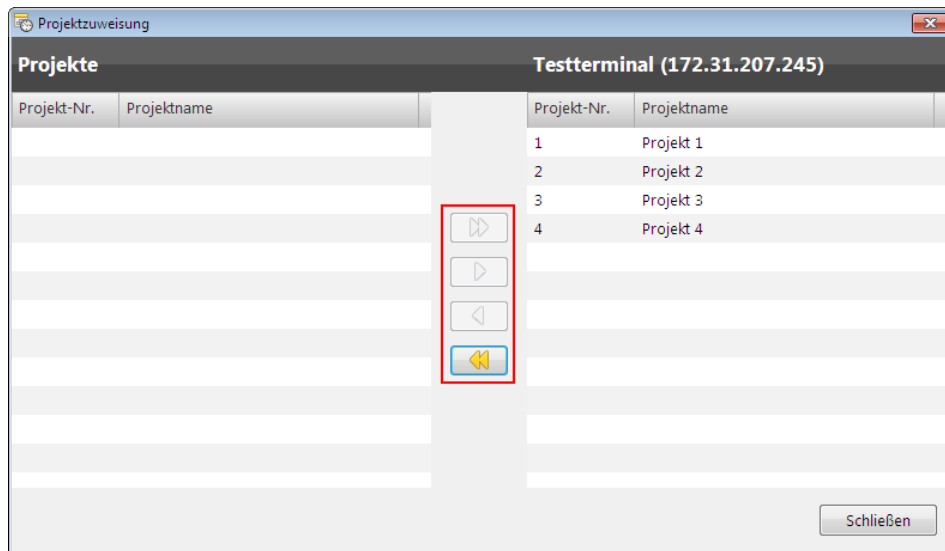 Projektzuweisung
Projekte
Testterminal (172.31.207.245)
Projekt-Nr. Projektname
Projekt-Nr. Projektname
1 Projekt 1
2 Projekt 2
3 Projekt 3
4 Projekt 4
Schließen